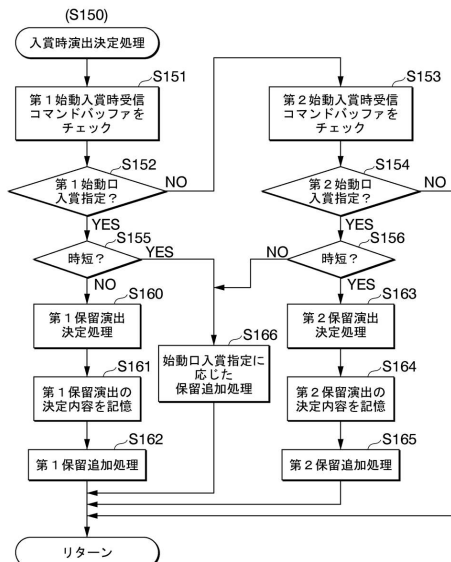 (S150)
入賞時演出決定処理
S151
第1始動入賞時受信
コマンドバッファを
チェック
S153
第2始動入賞時受信
コマンドバッファを
チェック
S152
第1始動口
入賞指定?
NO
YES
S154
第2始動口
入賞指定?
NO
YES
S155
時短?
YES
NO
S156
時短?
NO
YES
S160
第1保留演出
決定処理
S163
第2保留演出
決定処理
S166
始動口入賞指定に
応じた
保留追加処理
S161
第1保留演出の
決定内容を記憶
S164
第2保留演出の
決定内容を記憶
S162
第1保留追加処理
S165
第2保留追加処理
リターン